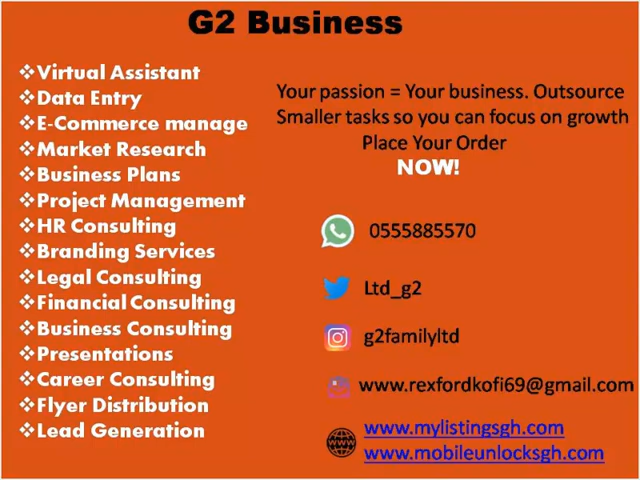 G2 Business
❖Virtual Assistant
❖Data Entry
❖E-Commerce manage
❖Market Research
❖Business Plans
❖Project Management
❖HR Consulting
❖Branding Services
❖Legal Consulting
❖Financial Consulting
❖Business Consulting
❖Presentations
❖Career Consulting
❖Flyer Distribution
❖Lead Generation
Your passion = Your business. Outsource
Smaller tasks so you can focus on growth
Place Your Order
NOW!
0555885570
Ltd_g2
g2familyltd
www.rexfordkofi69@gmail.com
www.mylistingsgh.com
www.mobileunlocksgh.com